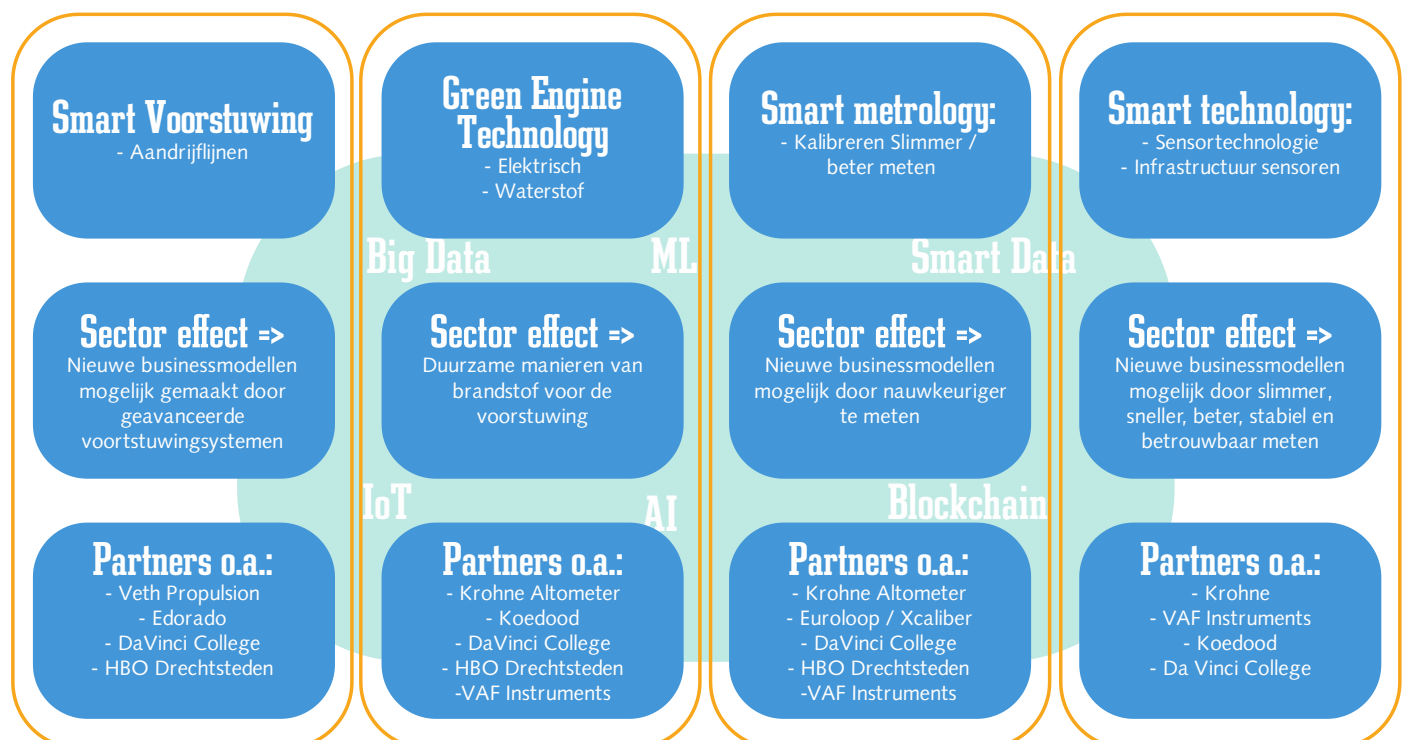 Smart Voorstuwing
- Aandrijflijnen
Green Engine
Technology
- Elektrisch
- Waterstof
Smart metrology:
- Kalibreren Slimmer /
beter meten
Smart technology:
- Sensortechnologie
- Infrastructuur sensoren
Big Data
ML
Smart Data
Sector effect =>
Nieuwe businessmodellen
mogelijk gemaakt door
geavanceerde
voortstuwingsystemen
Sector effect =>
Duurzame manieren van
brandstof voor de
voorstuwing
Sector effect =>
Nieuwe businessmodellen
mogelijk door nauwkeuriger
te meten
Sector effect =>
Nieuwe businessmodellen
mogelijk door slimmer,
sneller, beter, stabiel en
betrouwbaar meten
IoT
AI
Blockchain
Partners o.a.:
- Veth Propulsion
- Edorado
- DaVinci College
- HBO Drechtsteden
Partners o.a.:
- Krohne Altometer
- Koedood
- DaVinci College
- HBO Drechtsteden
-VAF Instruments
Partners o.a.:
- Krohne Altometer
- Euroloop / Xcaliber
- DaVinci College
- HBO Drechtsteden
-VAF Instruments
Partners o.a.:
- Krohne
- VAF Instruments
- Koedood
- Da Vinci College